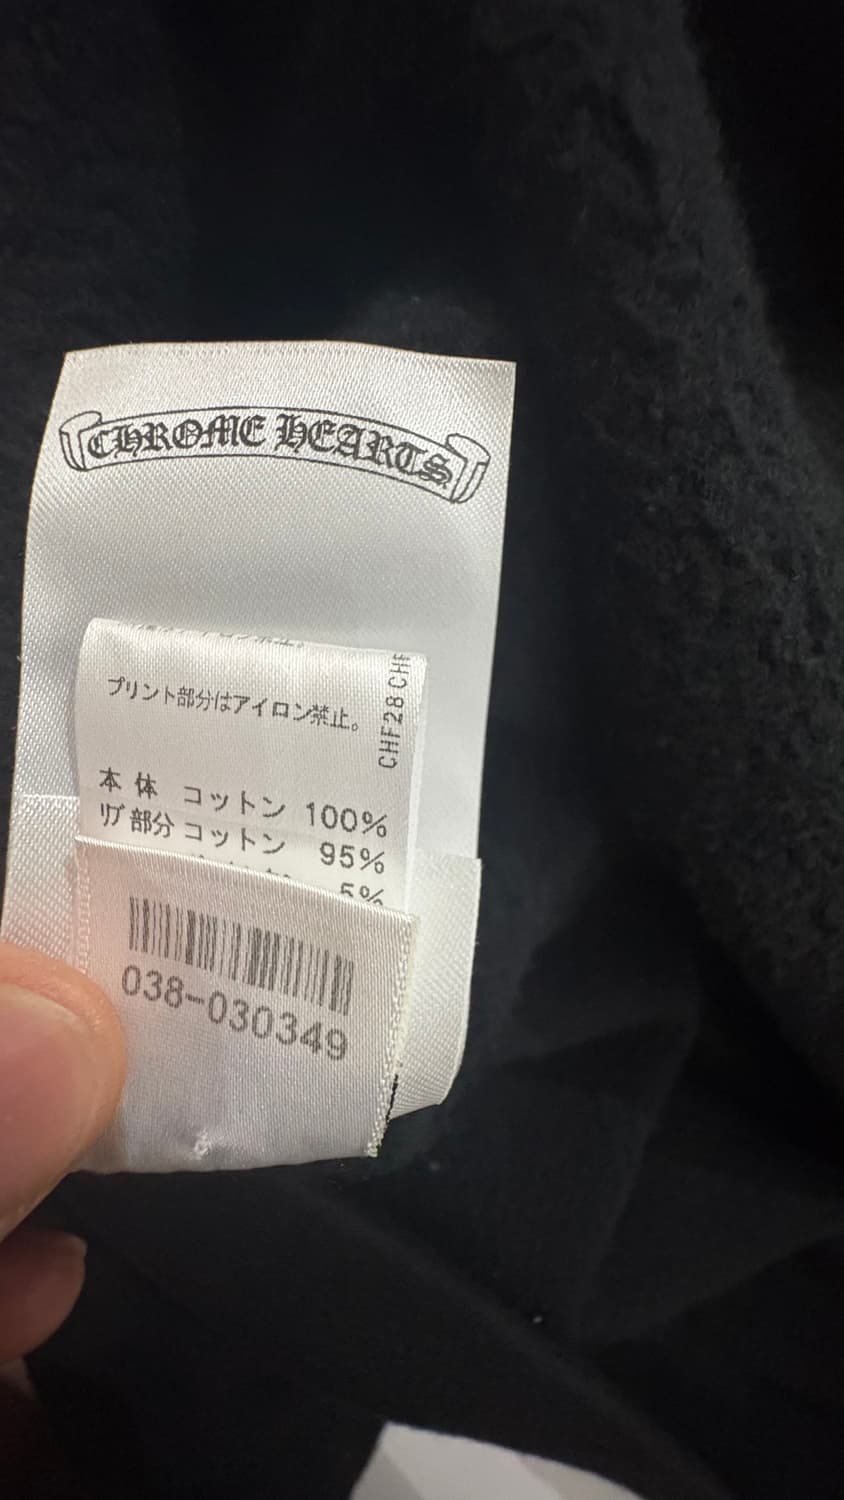 CHROME HEARTS
プリント部分はアイロン禁止。
CHF28 CHF
本体 コットン 100%
リブ部分 コットン 95%
5%
038-030349